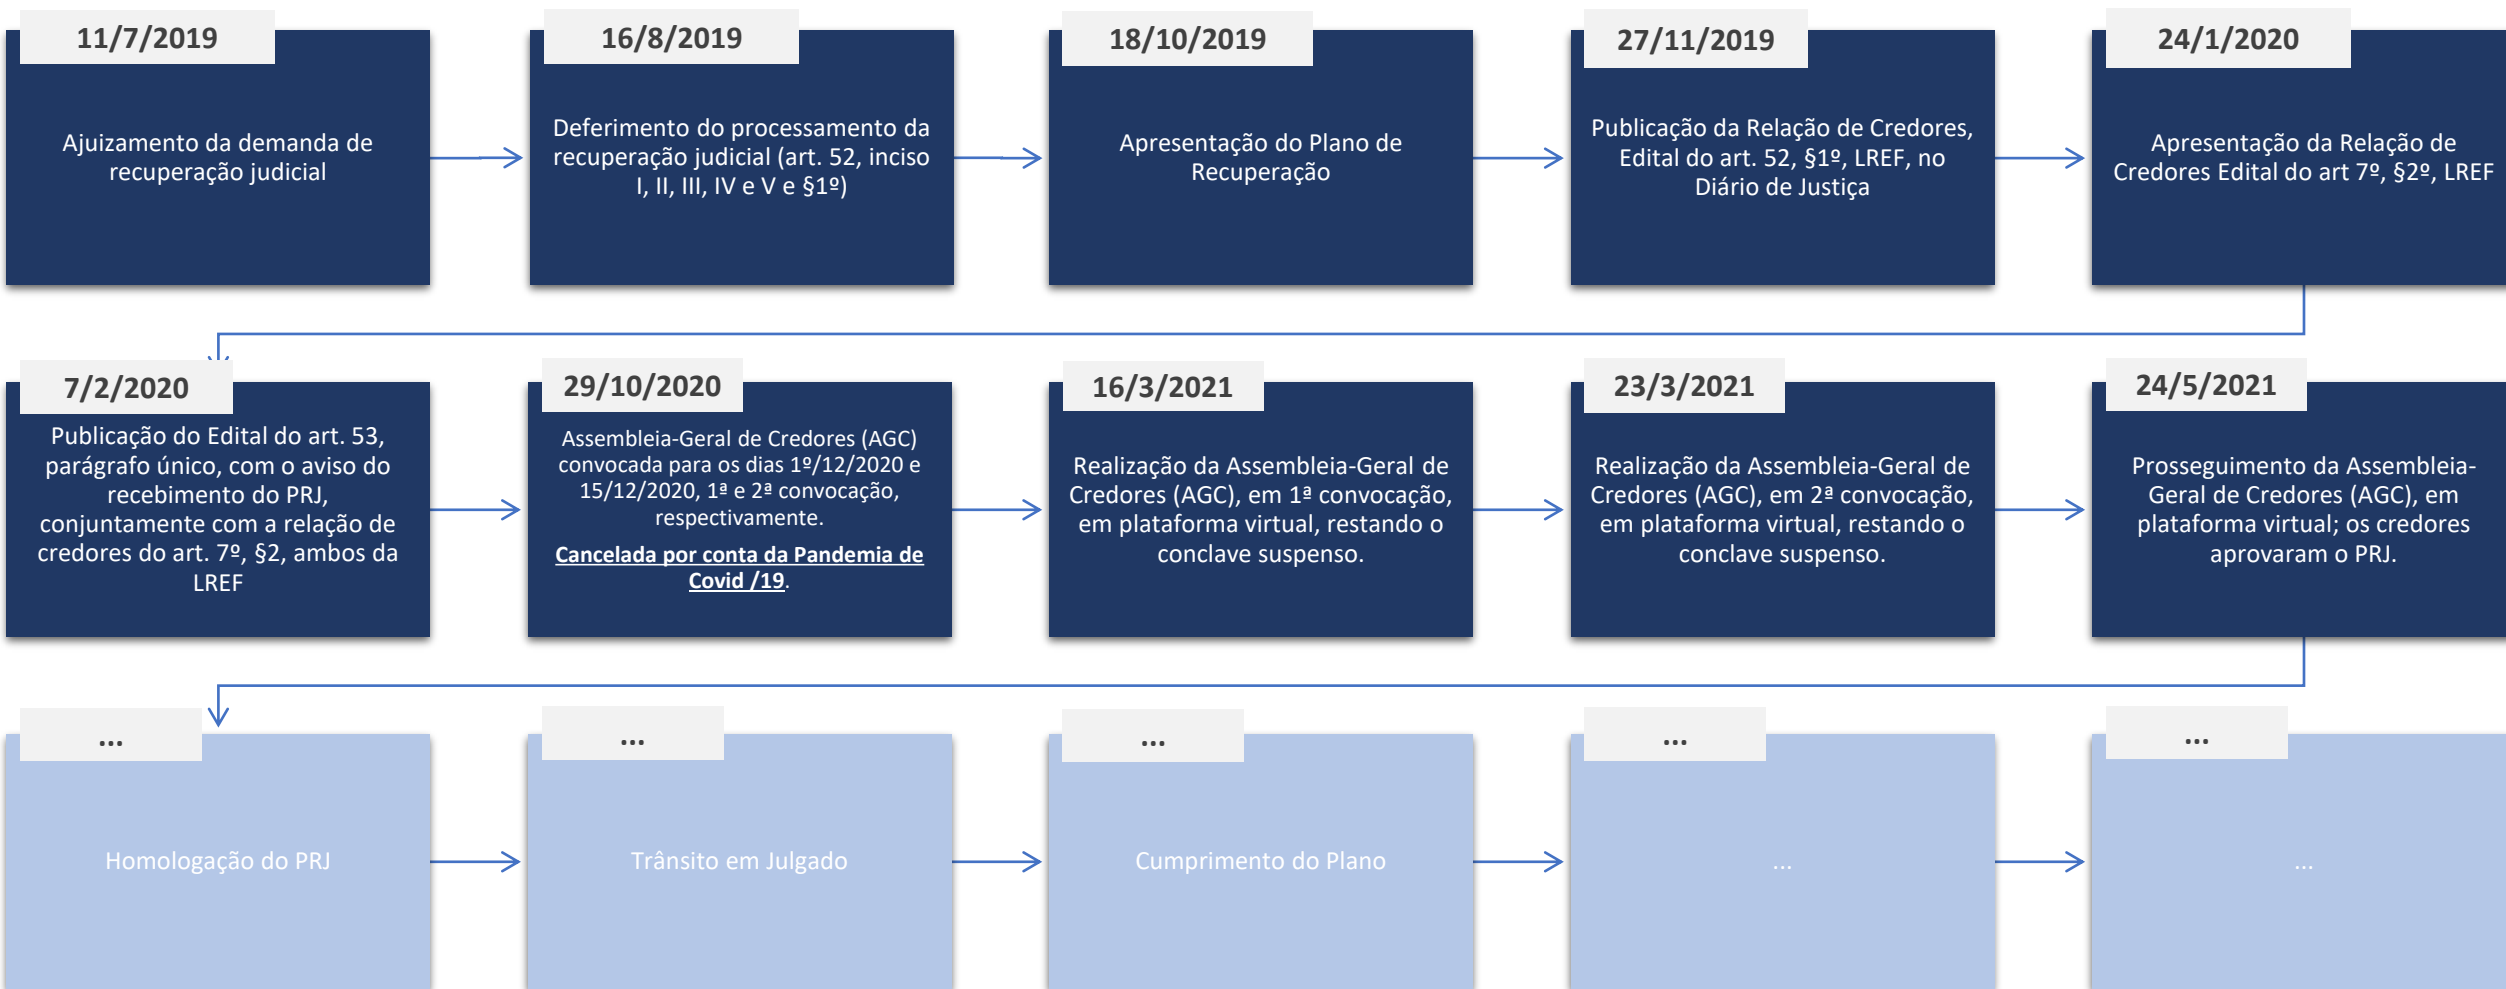 11/7/2019
Ajuizamento da demanda de
recuperação judicial
16/8/2019
Deferimento do processamento da
recuperação judicial (art. 52, inciso
I, II, III, IV e V e §1º)
18/10/2019
Apresentação do Plano de
Recuperação
27/11/2019
Publicação da Relação de Credores,
Edital do art. 52, §1º, LREF, no
Diário de Justiça
24/1/2020
Apresentação da Relação de
Credores Edital do art 7º, §2º, LREF
7/2/2020
Publicação do Edital do art. 53,
parágrafo único, com o aviso do
recebimento do PRJ,
conjuntamente com a relação de
credores do art. 7º, §2, ambos da
LREF
29/10/2020
Assembleia-Geral de Credores (AGC)
convocada para os dias 1º/12/2020 e
15/12/2020, 1ª e 2ª convocação,
respectivamente.
Cancelada por conta da Pandemia de
Covid /19.
16/3/2021
Realização da Assembleia-Geral de
Credores (AGC), em 1ª convocação,
em plataforma virtual, restando o
conclave suspenso.
23/3/2021
Realização da Assembleia-Geral de
Credores (AGC), em 2ª convocação,
em plataforma virtual, restando o
conclave suspenso.
24/5/2021
Prosseguimento da Assembleia-
Geral de Credores (AGC), em
plataforma virtual; os credores
aprovaram o PRJ.
...
Homologação do PRJ
...
Trânsito em Julgado
...
Cumprimento do Plano
...
...
...
...